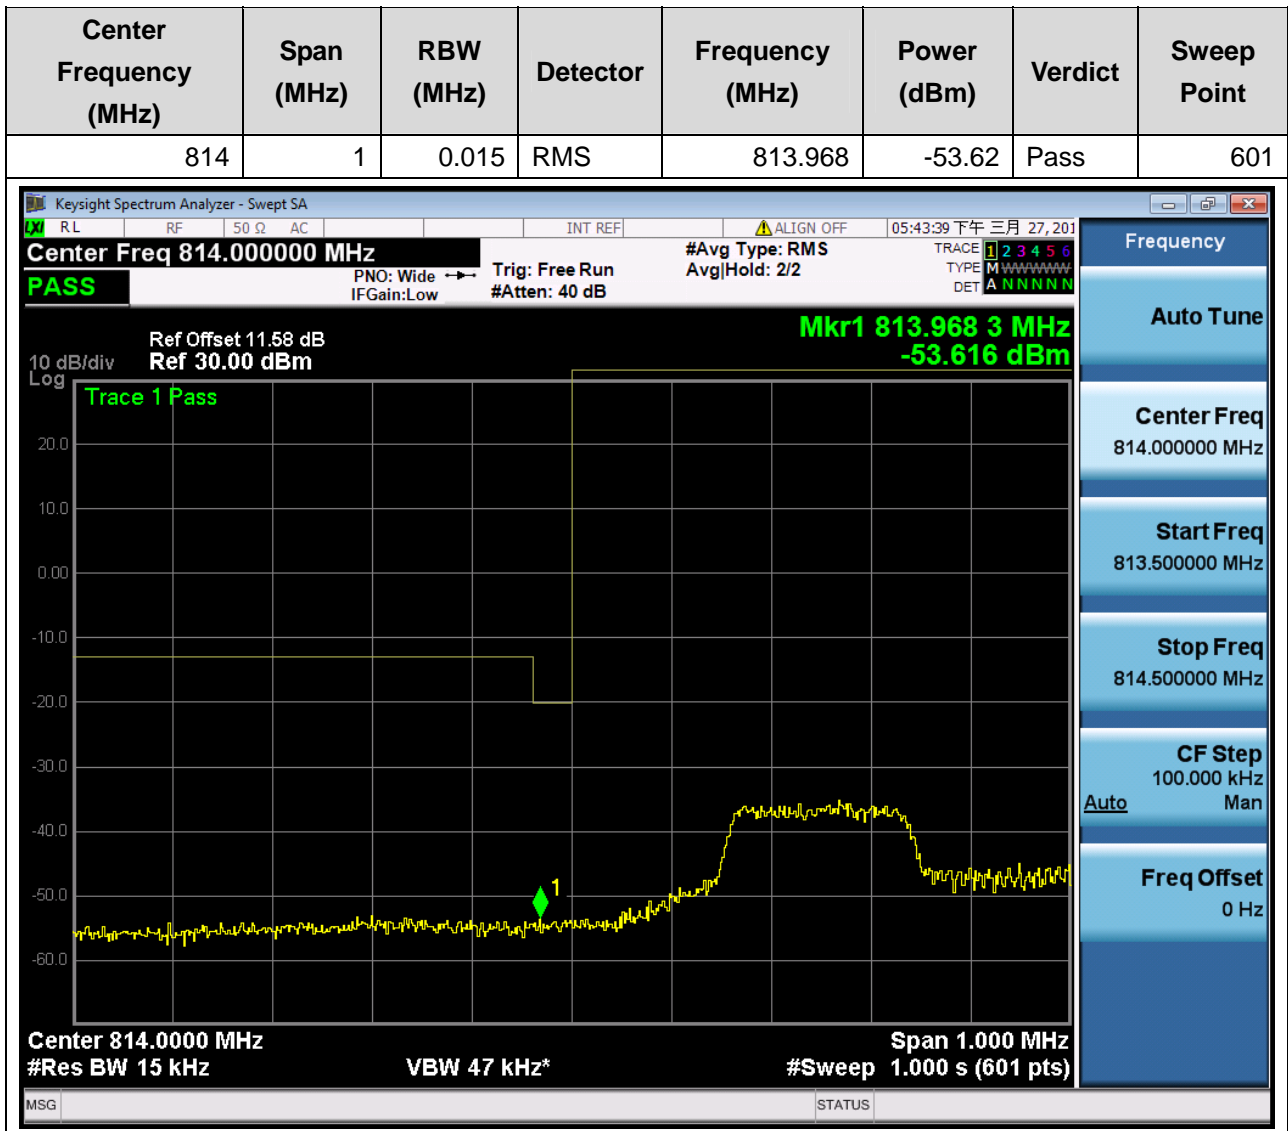 Center Frequency (MHz) Span (MHz) RBW (MHz) Detector Frequency (MHz) Power (dBm) Verdict Sweep Point
814 1 0.015 RMS 813.968 -53.62 Pass 601
Keysight Spectrum Analyzer - Swept SA
LXI RL RF 50 Ω AC INT REF ALIGN OFF 05:43:39 下午 三月 27, 201
Center Freq 814.000000 MHz
PASS
PNO: Wide
IFGain:Low
Trig: Free Run
#Atten: 40 dB
#Avg Type: RMS
Avg|Hold: 2/2
TRACE 1 2 3 4 5 6
TYPE M WWWWW
DET A N N N N N
Mkr1 813.968 3 MHz
-53.616 dBm
Ref Offset 11.58 dB
10 dB/div Ref 30.00 dBm
Log
Trace 1 Pass
20.0
10.0
0.00
-10.0
-20.0
-30.0
-40.0
-50.0
-60.0
1
Center 814.0000 MHz Span 1.000 MHz
#Res BW 15 kHz VBW 47 kHz* #Sweep 1.000 s (601 pts)
MSG STATUS
Frequency
Auto Tune
Center Freq
814.000000 MHz
Start Freq
813.500000 MHz
Stop Freq
814.500000 MHz
CF Step
100.000 kHz
Auto Man
Freq Offset
0 Hz